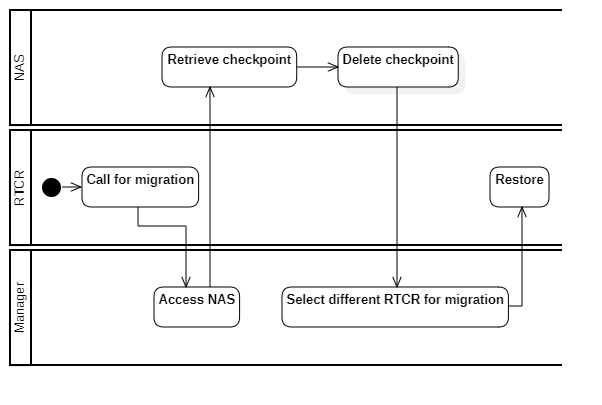 NAS
Retrieve checkpoint
Delete checkpoint
RTCR
Call for migration
Restore
Manager
Access NAS
Select different RTCR for migration